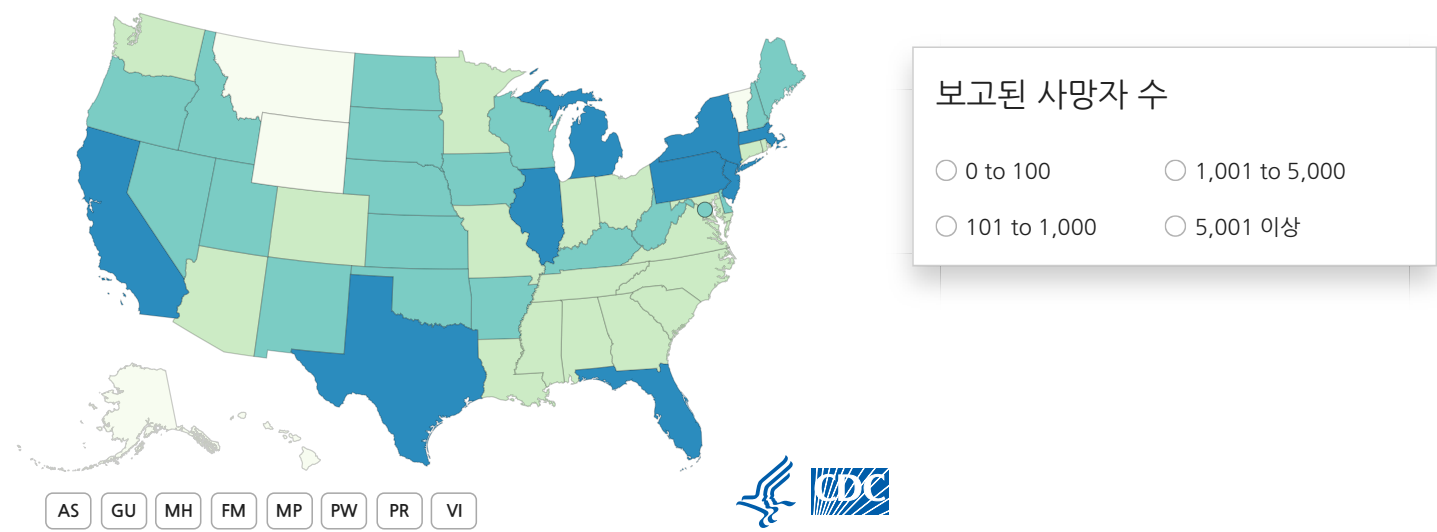 보고된 사망자 수
0 to 100
1,001 to 5,000
101 to 1,000
5,001 이상
AS GU MH FM MP PW PR VI
CDC